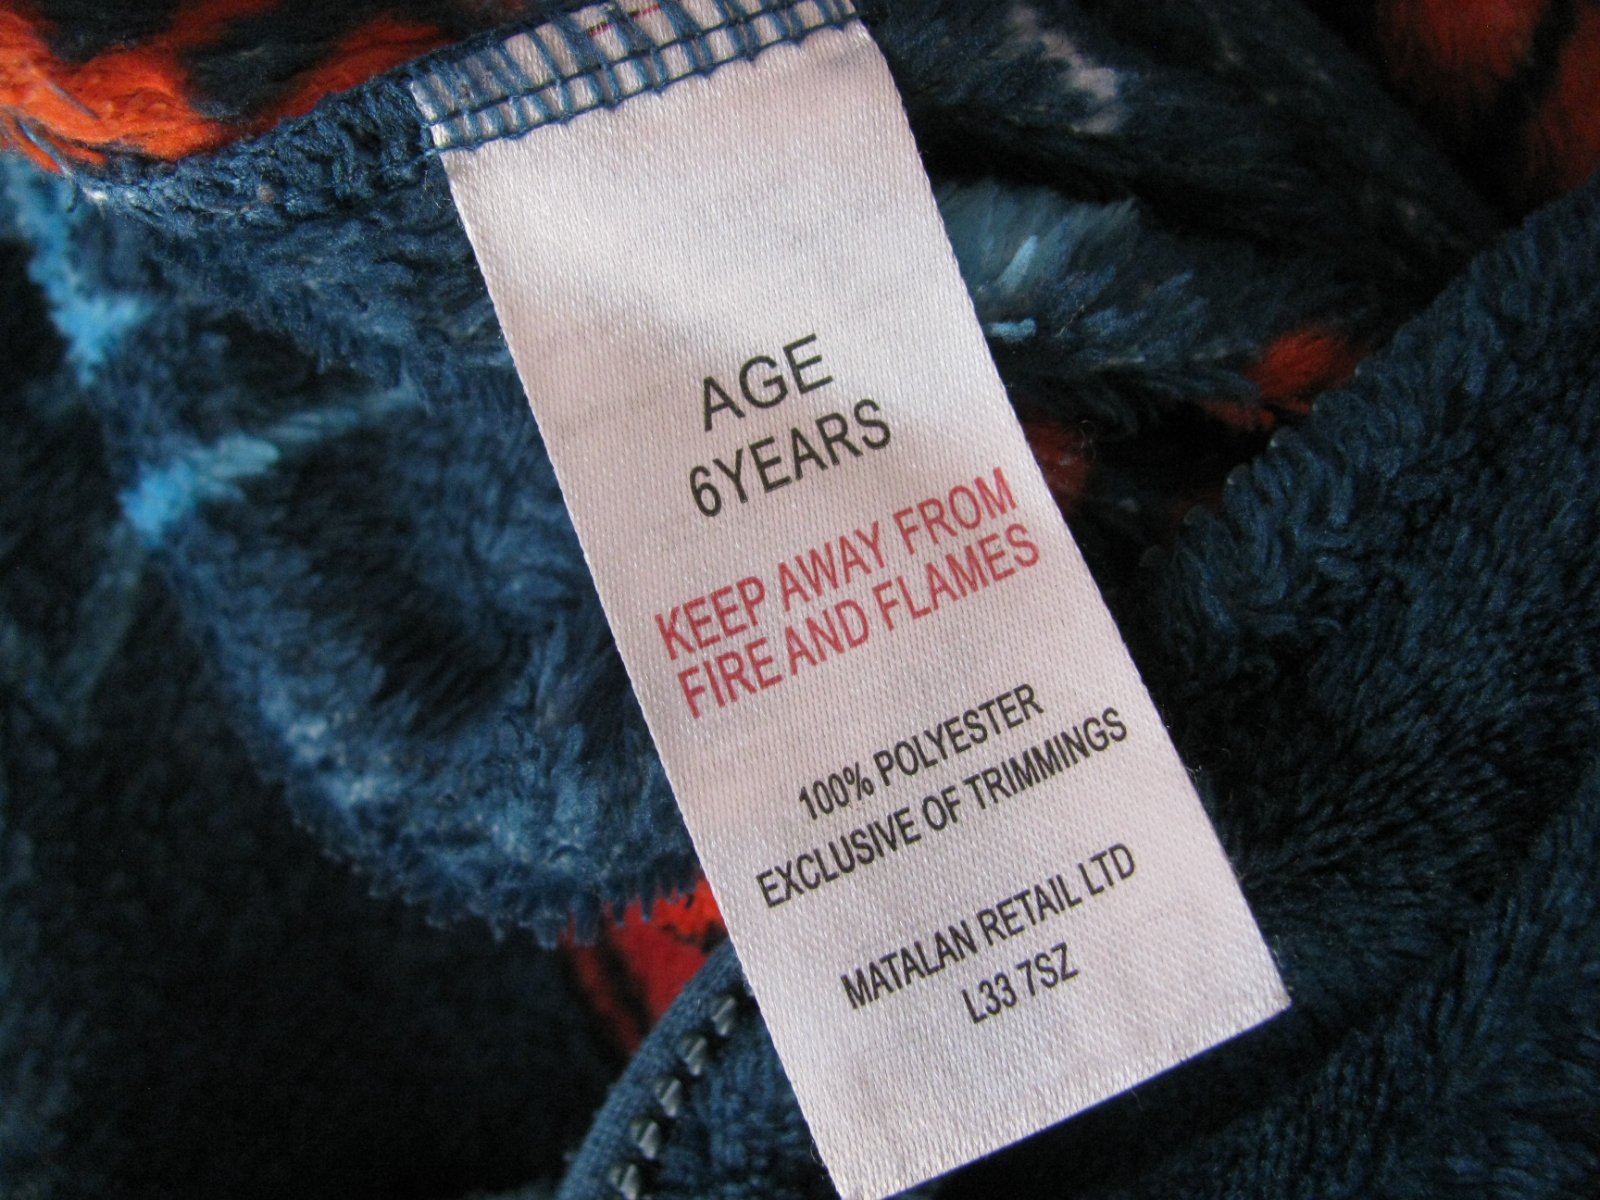 AGE
6YEARS
KEEP AWAY FROM
FIRE AND FLAMES
100% POLYESTER
EXCLUSIVE OF TRIMMINGS
MATALAN RETAIL LTD
L33 7SZ